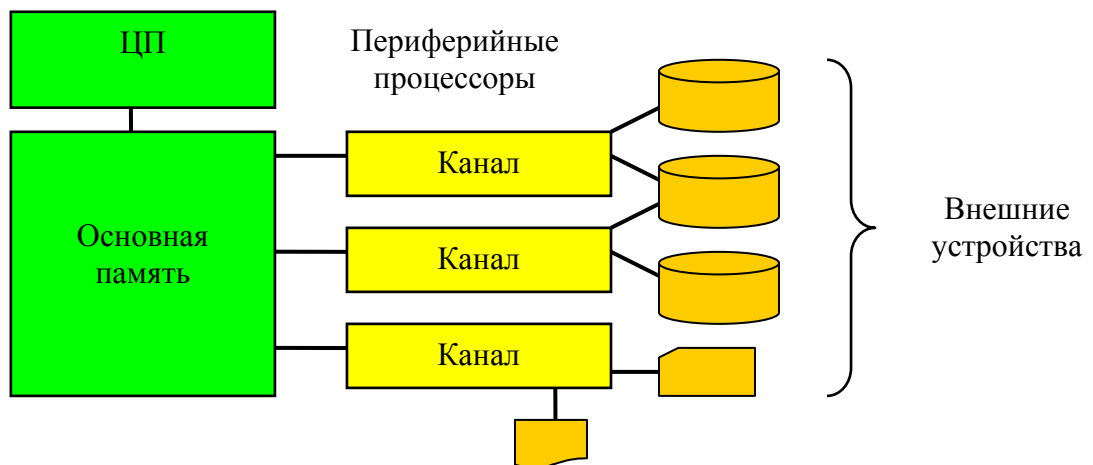 ЦП
Периферийные
процессоры
Канал
Основная
память
Канал
Канал
Внешние
устройства